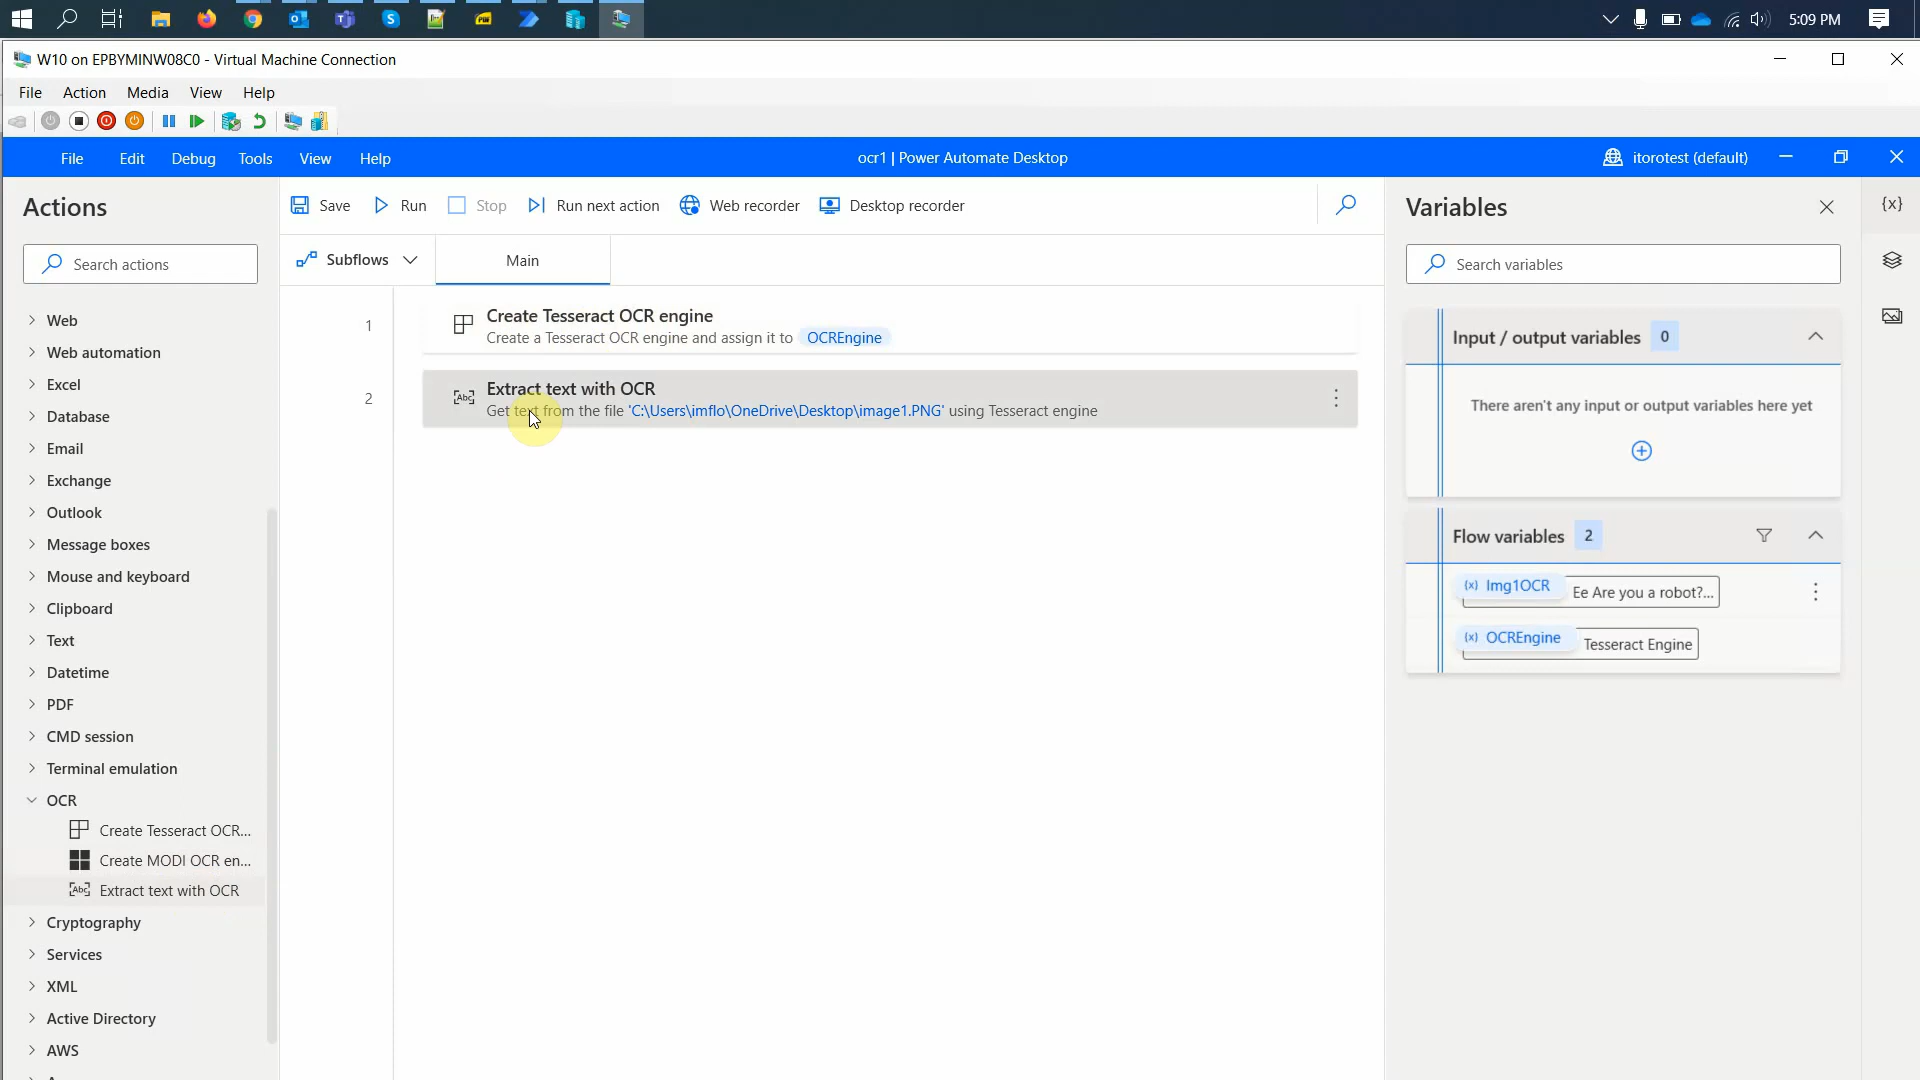 5:09 PM
W10 on EPBYMINW08C0 - Virtual Machine Connection
File Action Media View Help
File Edit Debug Tools View Help
ocr1 | Power Automate Desktop
itorotest (default)
Actions
Search actions
Web
Web automation
Excel
Database
Email
Exchange
Outlook
Message boxes
Mouse and keyboard
Clipboard
Text
Datetime
PDF
CMD session
Terminal emulation
OCR
Create Tesseract OCR...
Create MODI OCR en...
Extract text with OCR
Cryptography
Services
XML
Active Directory
AWS
Save Run Stop Run next action Web recorder Desktop recorder
Subflows Main
1
Create Tesseract OCR engine
Create a Tesseract OCR engine and assign it to OCREngine
2
Extract text with OCR
Get text from the file 'C:\Users\imflo\OneDrive\Desktop\image1.PNG' using Tesseract engine
Variables
{x}
Search variables
Input / output variables 0
There aren't any input or output variables here yet
Flow variables 2
(x) Img1OCR Ee Are you a robot?...
(x) OCREngine Tesseract Engine